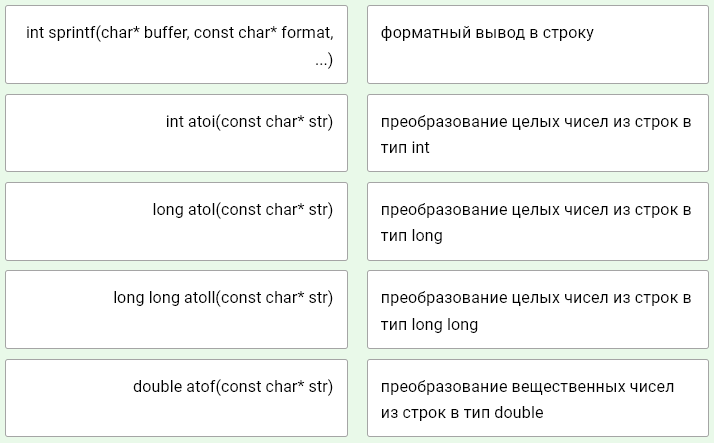 int sprintf(char* buffer, const char* format,
...)
форматный вывод в строку
int atoi(const char* str)
преобразование целых чисел из строк в
тип int
long atol(const char* str)
преобразование целых чисел из строк в
тип long
long long atoll(const char* str)
преобразование целых чисел из строк в
тип long long
double atof(const char* str)
преобразование вещественных чисел
из строк в тип double